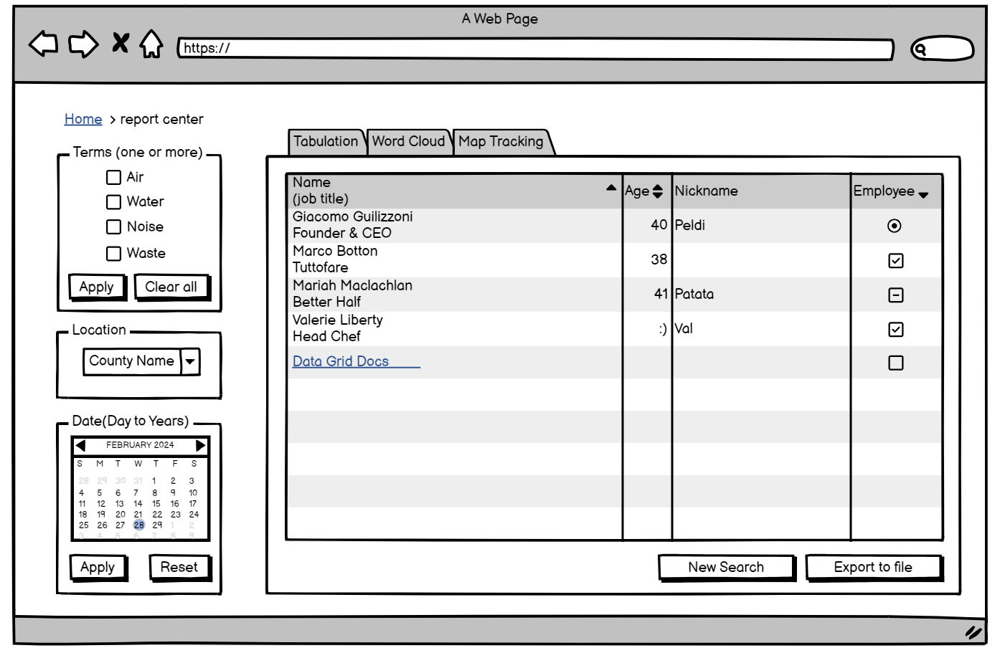 A Web Page
https://
Home > report center
Terms (one or more)
Air
Water
Noise
Waste
Apply
Clear all
Location
County Name
Date(Day to Years)
FEBRUARY 2024
S M T W T F S
28 29 30 31 1 2 3
4 5 6 7 8 9 10
11 12 13 14 15 16 17
18 19 20 21 22 23 24
25 26 27 28 29 1 2
3 4 5 6 7 8 9
Apply
Reset
Tabulation
Word Cloud
Map Tracking
Name
(job title)
Age
Nickname
Employee
Giacomo Guilizzoni
Founder & CEO
40
Peldi
Marco Botton
Tuttofare
38
Mariah Maclachlan
Better Half
41
Patata
Valerie Liberty
Head Chef
:)
Val
Data Grid Docs
New Search
Export to file